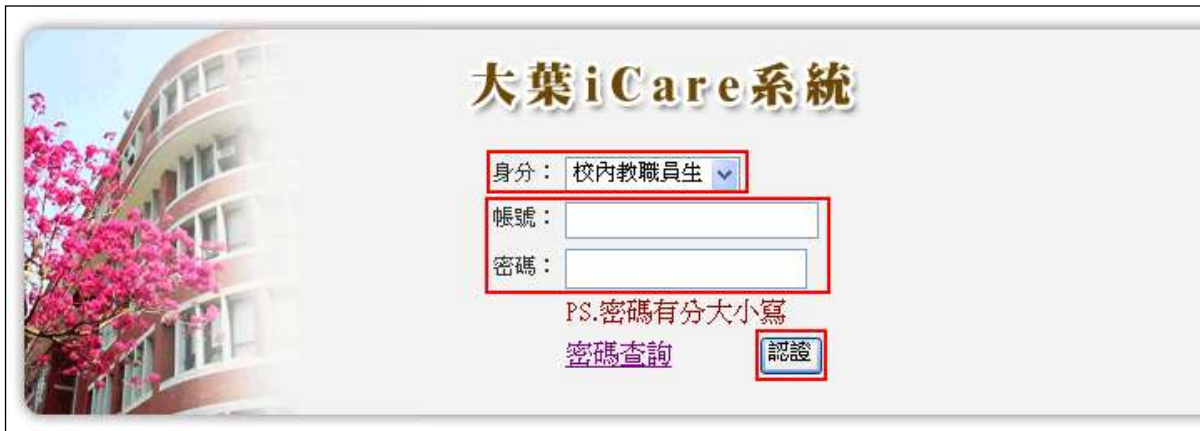 大葉iCare系統
身分： 校內教職員生
帳號：
密碼：
PS.密碼有分大小寫
密碼查詢 認證